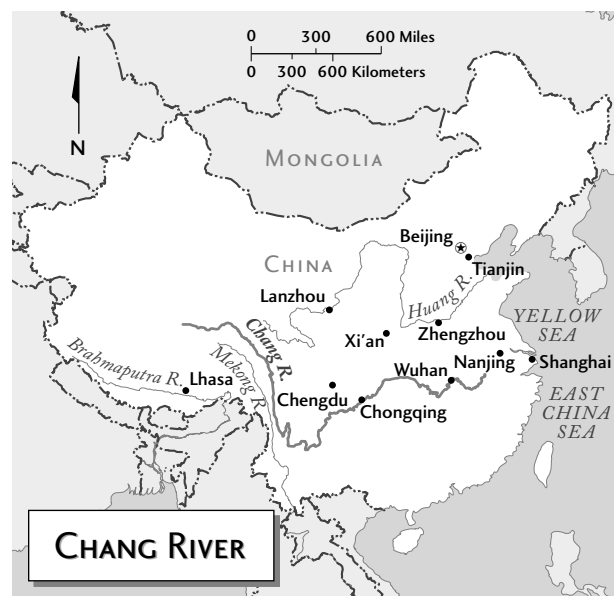 0 300 600 Miles
0 300 600 Kilometers
N
MONGOLIA
Beijing
Tianjin
CHINA
Lanzhou
Huang R.
YELLOW
SEA
Xi'an
Zhengzhou
Chang R.
Nanjing
Shanghai
Brahmaputra R.
Mekong R.
Lhasa
Wuhan
Chengdu
Chongqing
EAST
CHINA
SEA
CHANG RIVER